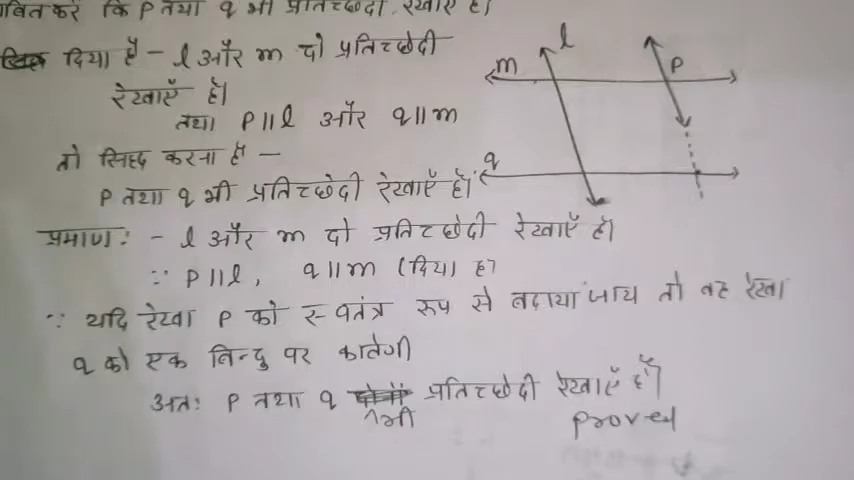 करें कि P तथा q भी प्रतिच्छेदी रेखाएँ हैं।
दिया है - l और m दो प्रतिच्छेदी
रेखाएँ हैं।
तथा P || l और q || m
तो सिद्ध करना है -
P तथा q भी प्रतिच्छेदी रेखाएँ हैं।
l
m
P
q
प्रमाण: - l और m दो प्रतिच्छेदी रेखाएँ हैं।
∵ P || l, q || m (दिया) है
∵ यदि रेखा P को स्वतंत्र रूप से बढ़ाया जाय तो वह रेखा
q को एक बिन्दु पर काटेगी
अतः P तथा q भी प्रतिच्छेदी रेखाएँ हैं।
proved